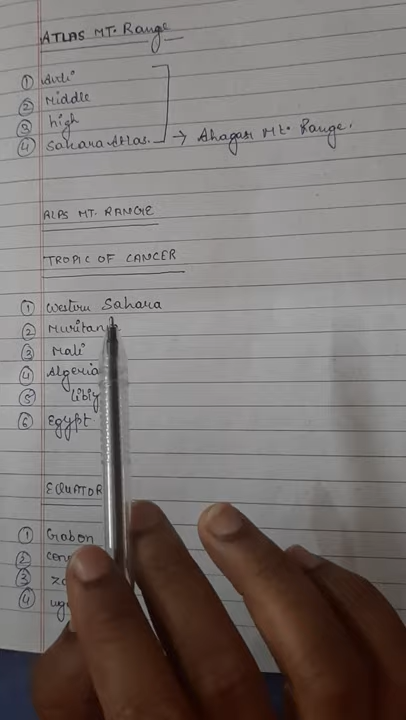 ATLAS MT. Range
① Anti
② Middle
③ high
④ Sahara Atlas. → Ahagar Mt. Range.
ALPS MT. RANGE
TROPIC OF CANCER
① Western Sahara
② Muritan
③ Mali
④ Algeria
⑤ libiy
⑥ Egypt
EQUATOR
① Gabon
②
③
④